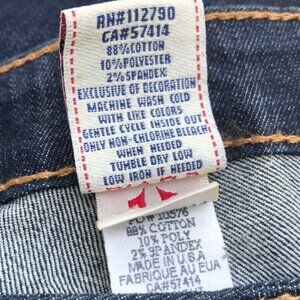 RN#112790
CA#57414
88%COTTON
10%POLYESTER
2%SPANDEX
EXCLUSIVE OF DECORATION
MACHINE WASH COLD
WITH LIKE COLORS
GENTLE CYCLE INSIDE OUT
ONLY NON-CHLORINE BLEACH
WHEN NEEDED
TUMBLE DRY LOW
LOW IRON IF NEEDED
PO# 10576
88% COTTON
10% POLY
2% SPANDEX
MADE IN U.S.A
FABRIQUE AU EUA
CA#57414